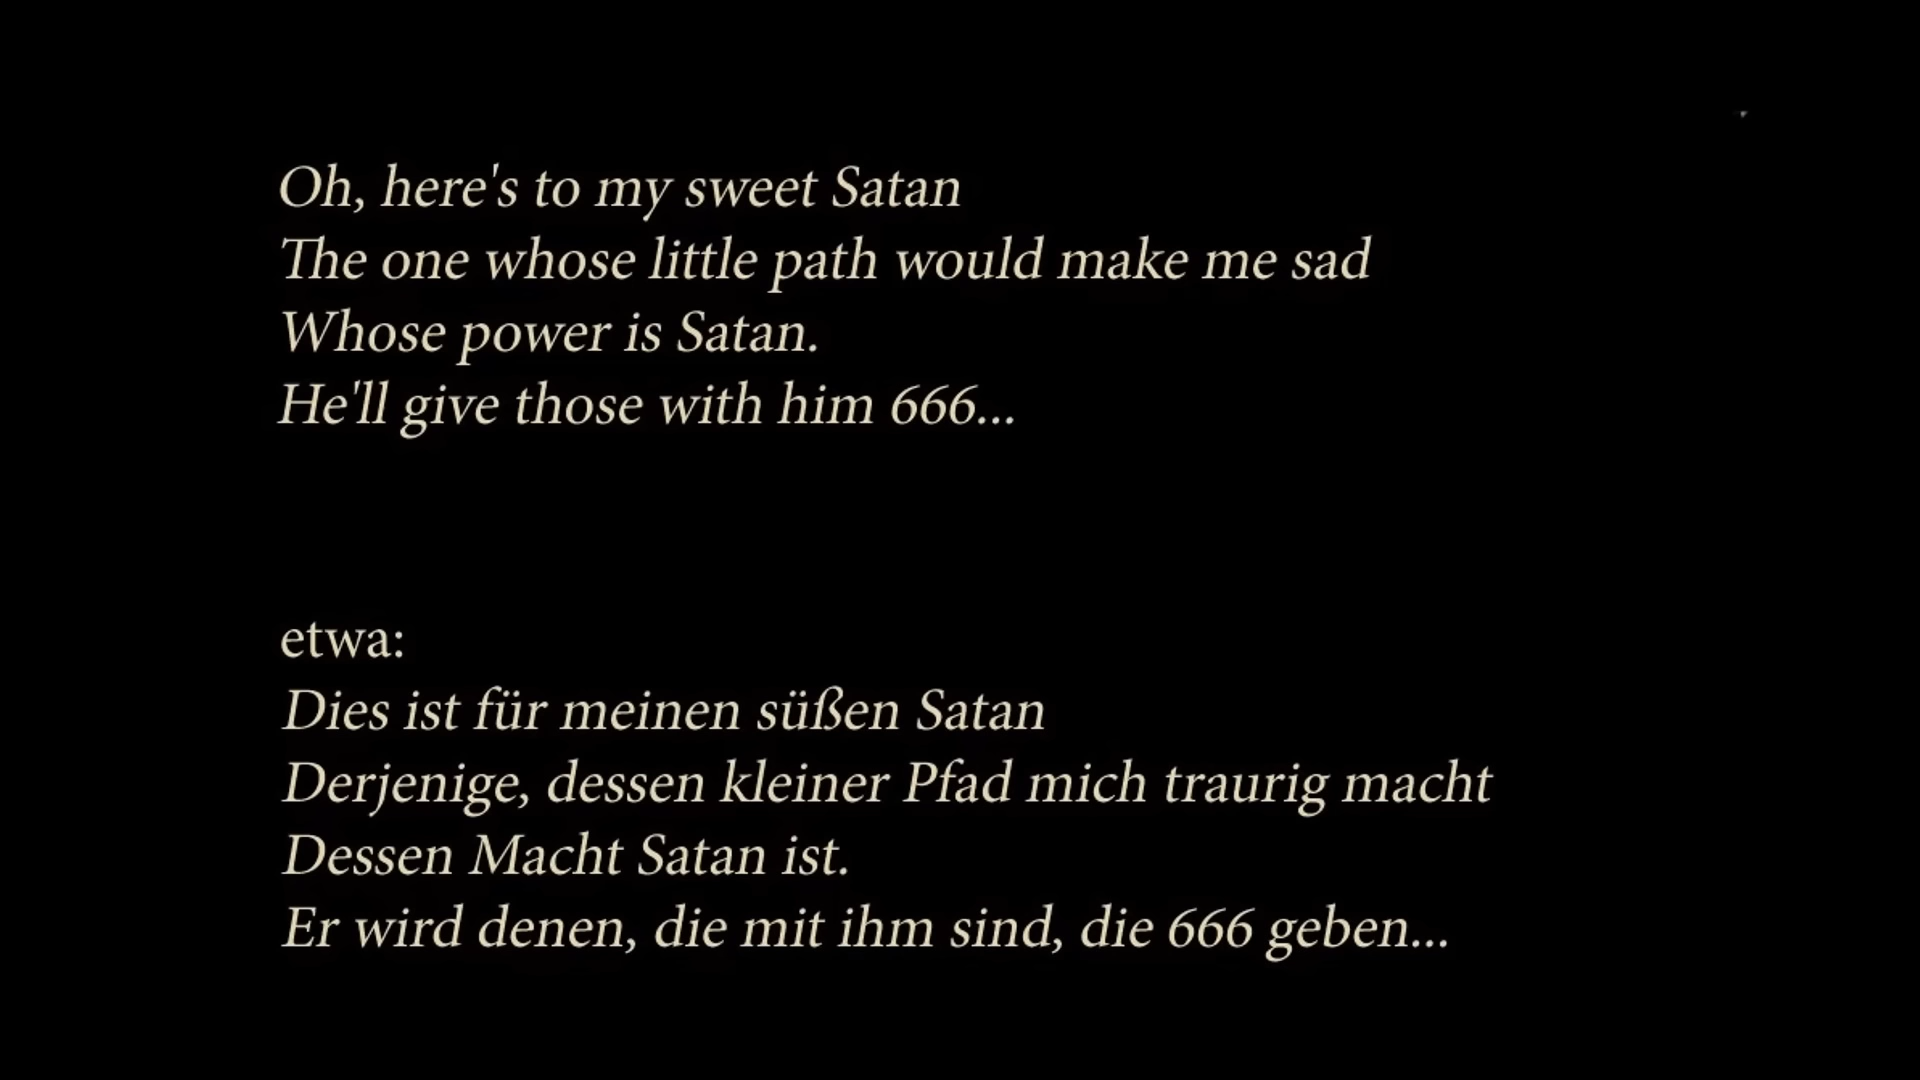 Oh, here's to my sweet Satan
The one whose little path would make me sad
Whose power is Satan.
He'll give those with him 666...
etwa:
Dies ist für meinen süßen Satan
Derjenige, dessen kleiner Pfad mich traurig macht
Dessen Macht Satan ist.
Er wird denen, die mit ihm sind, die 666 geben...